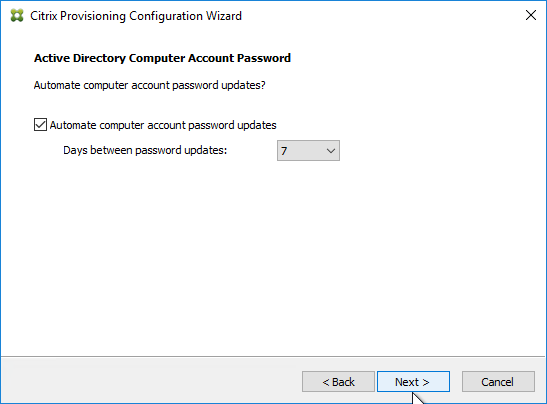 Citrix Provisioning Configuration Wizard
Active Directory Computer Account Password
Automate computer account password updates?
Automate computer account password updates
Days between password updates: 7
< Back Next > Cancel